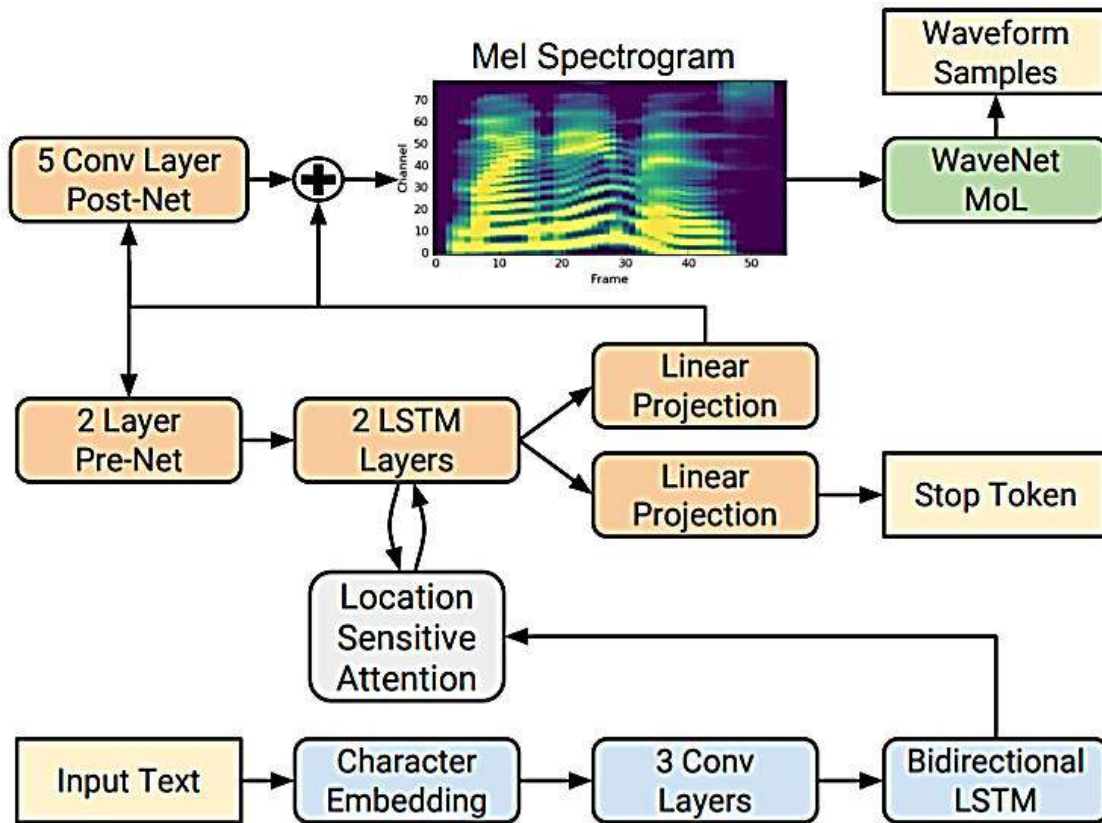 Mel Spectrogram
Waveform
Samples
5 Conv Layer
Post-Net
70
60
50
40
30
20
10
0
Channel
0 10 20 30 40 50
Frame
WaveNet
MoL
Linear
Projection
2 Layer
Pre-Net
2 LSTM
Layers
Linear
Projection
Stop Token
Location
Sensitive
Attention
Input Text
Character
Embedding
3 Conv
Layers
Bidirectional
LSTM